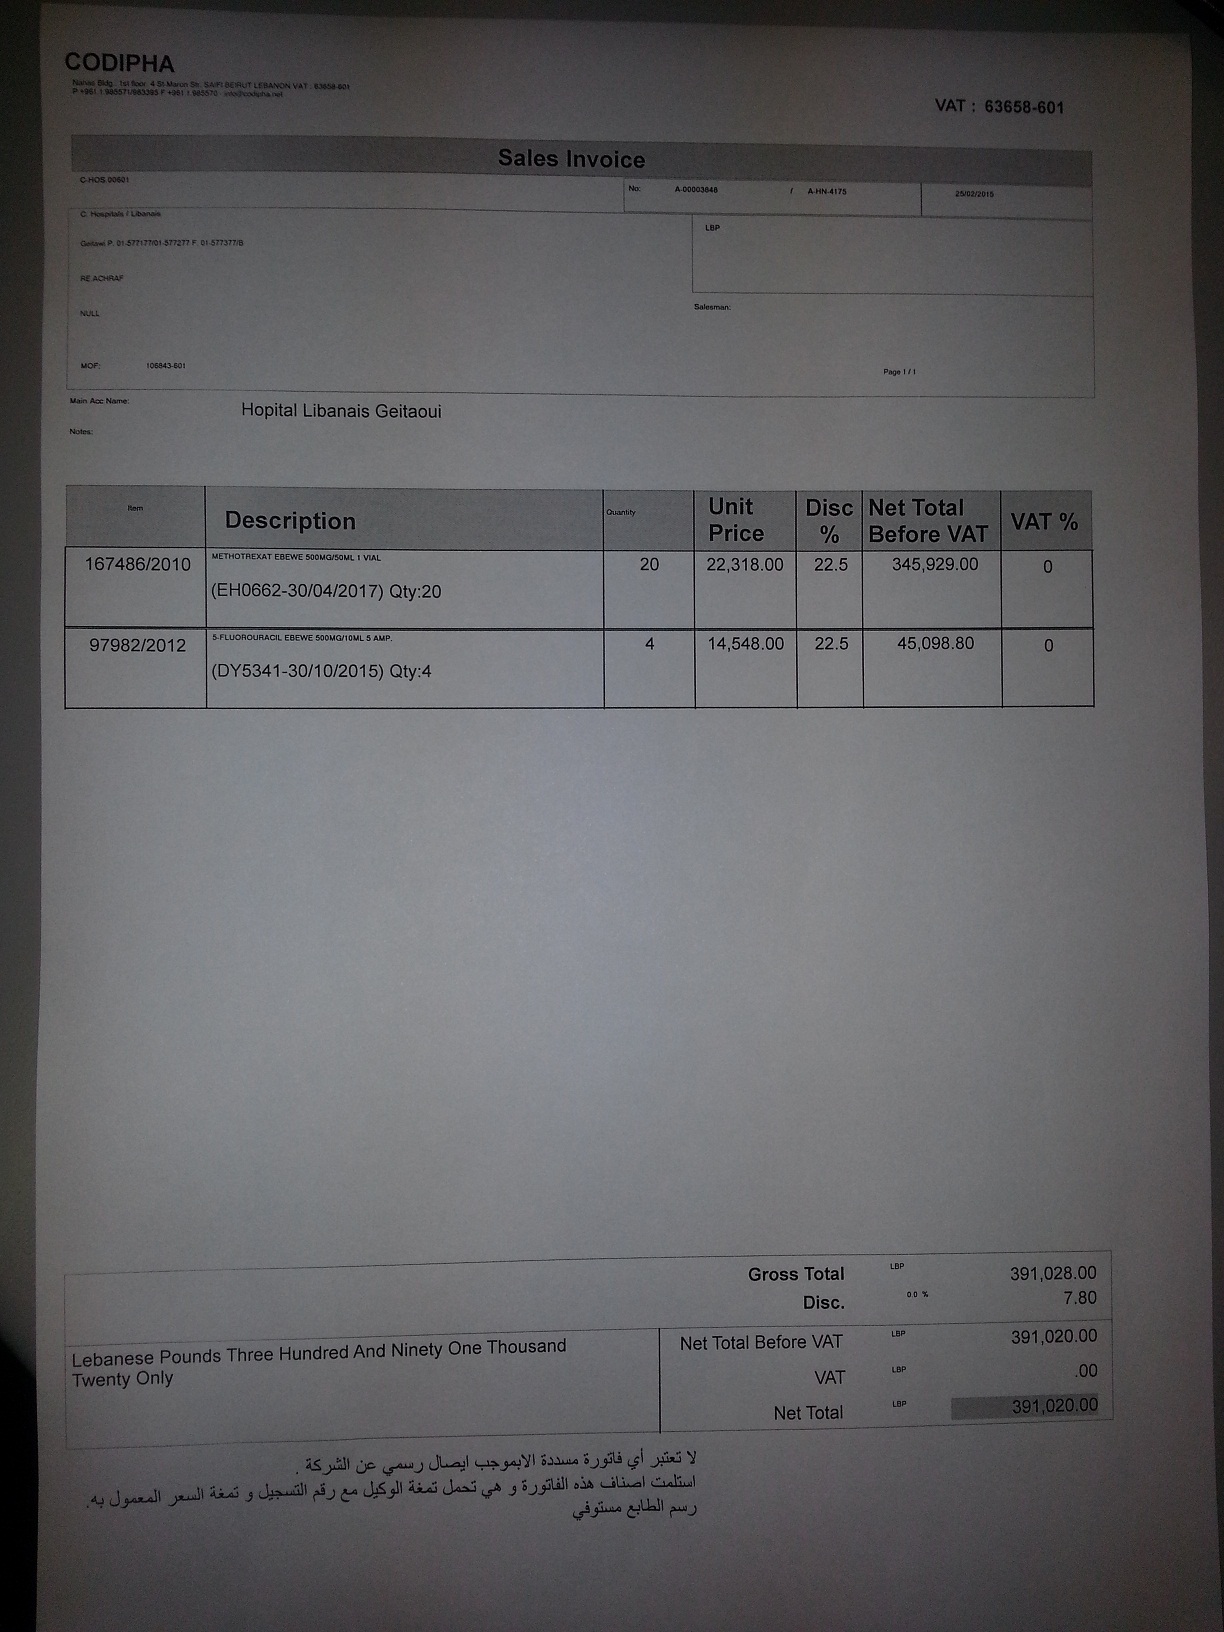 CODIPHA
Nahas Bldg., 1st floor, 4 St-Maron Str. SAIFI BEIRUT LEBANON VAT : 63658-601
P +961 1 985571/983385 F +961 1 985570 - info@codipha.net
VAT : 63658-601
Sales Invoice
C-HOS.00601
No: A-00003846 / A-HN-4175 25/02/2015
C. Hospitals / Libanais
LBP
Geitawi P. 01-577177/01-577277 F. 01-577377/B
RE ACHRAF
Salesman:
NULL
MOF: 106843-601
Page 1 / 1
Main Acc Name: Hopital Libanais Geitaoui
Notes:
Item Description Quantity Unit Price Disc % Net Total Before VAT VAT %
167486/2010 METHOTREXAT EBEWE 500MG/50ML 1 VIAL 20 22,318.00 22.5 345,929.00 0
(EH0662-30/04/2017) Qty:20
97982/2012 5-FLUOROURACIL EBEWE 500MG/10ML 5 AMP. 4 14,548.00 22.5 45,098.80 0
(DY5341-30/10/2015) Qty:4
Gross Total LBP 391,028.00
Disc. 0.0 % 7.80
Net Total Before VAT LBP 391,020.00
VAT LBP .00
Net Total LBP 391,020.00
Lebanese Pounds Three Hundred And Ninety One Thousand
Twenty Only
لا تعتبر أي فاتورة مسددة الابموجب ايصال رسمي عن الشركة .
استلمت اصناف هذه الفاتورة و هي تحمل تمغة الوكيل مع رقم التسجيل و تمغة السعر المعمول به.
رسم الطابع مستوفي